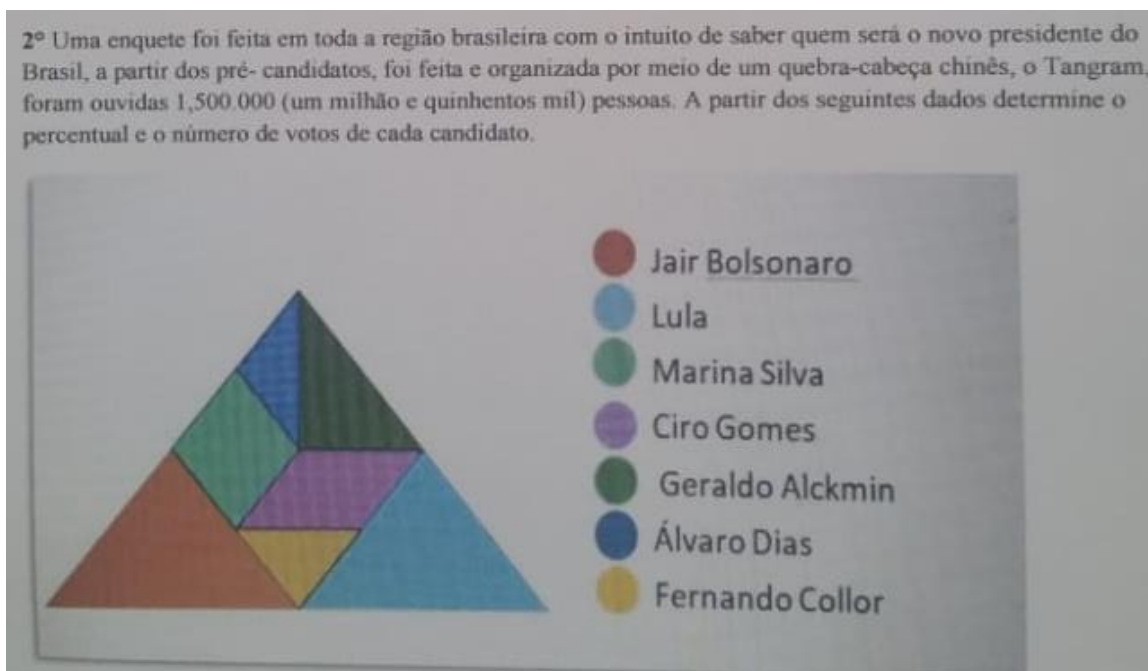 2º Uma enquete foi feita em toda a região brasileira com o intuito de saber quem será o novo presidente do
Brasil, a partir dos pré- candidatos, foi feita e organizada por meio de um quebra-cabeça chinês, o Tangram,
foram ouvidas 1,500.000 (um milhão e quinhentos mil) pessoas. A partir dos seguintes dados determine o
percentual e o número de votos de cada candidato.
Jair Bolsonaro
Lula
Marina Silva
Ciro Gomes
Geraldo Alckmin
Álvaro Dias
Fernando Collor